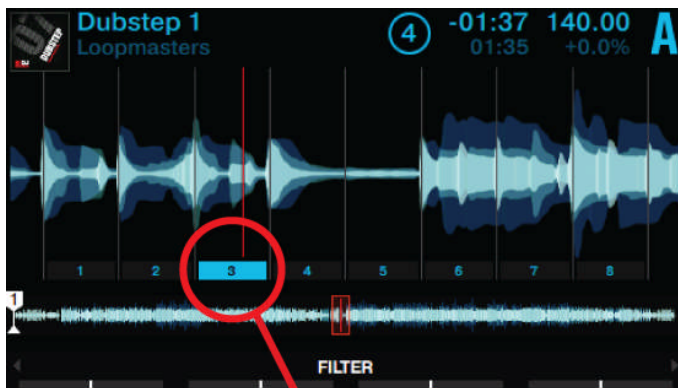 Dubstep 1
Loopmasters
4
-01:37 140.00
01:35 +0.0%
A
DUBSTEP
1 2 3 4 5 6 7 8
1
FILTER